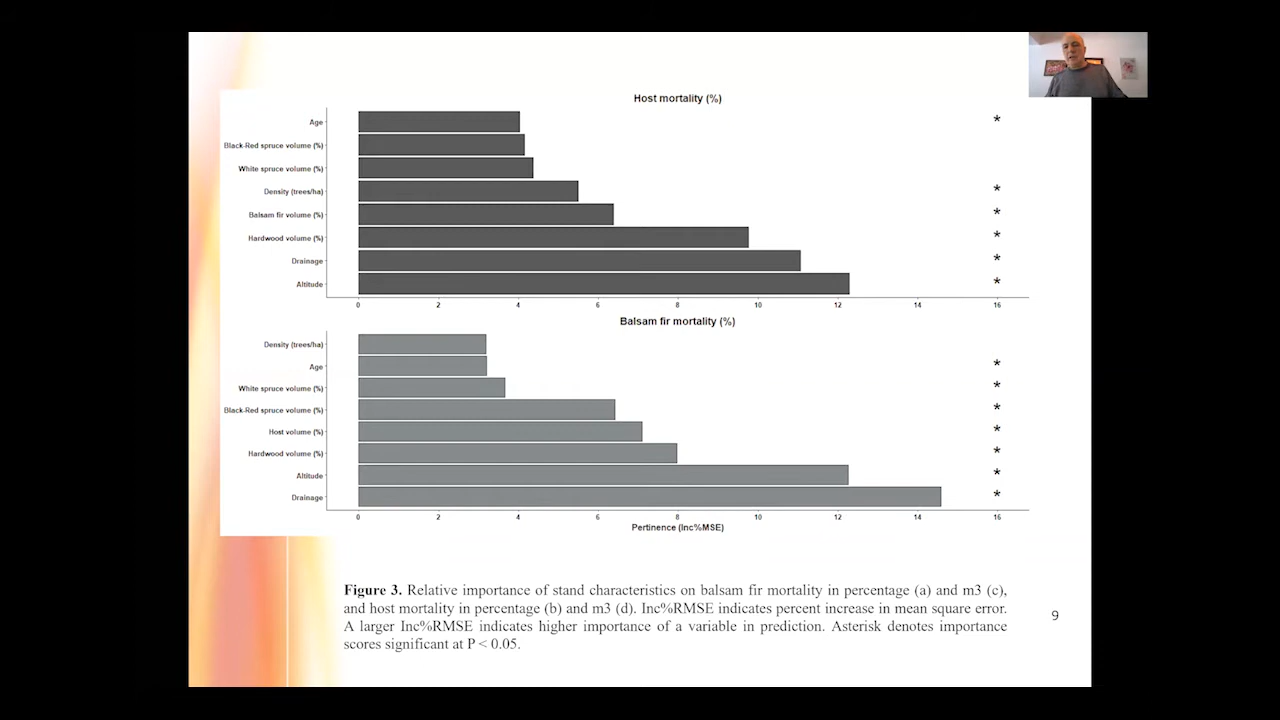 Host mortality (%)
Age *
Black-Red spruce volume (%)
White spruce volume (%)
Density (trees/ha) *
Balsam fir volume (%) *
Hardwood volume (%) *
Drainage *
Altitude *
0 2 4 6 8 10 12 14 16
Balsam fir mortality (%)
Density (trees/ha)
Age *
White spruce volume (%) *
Black-Red spruce volume (%) *
Host volume (%) *
Hardwood volume (%) *
Altitude *
Drainage *
0 2 4 6 8 10 12 14 16
Pertinence (Inc%MSE)
Figure 3. Relative importance of stand characteristics on balsam fir mortality in percentage (a) and m3 (c),
and host mortality in percentage (b) and m3 (d). Inc%RMSE indicates percent increase in mean square error.
A larger Inc%RMSE indicates higher importance of a variable in prediction. Asterisk denotes importance
scores significant at P < 0.05.
9